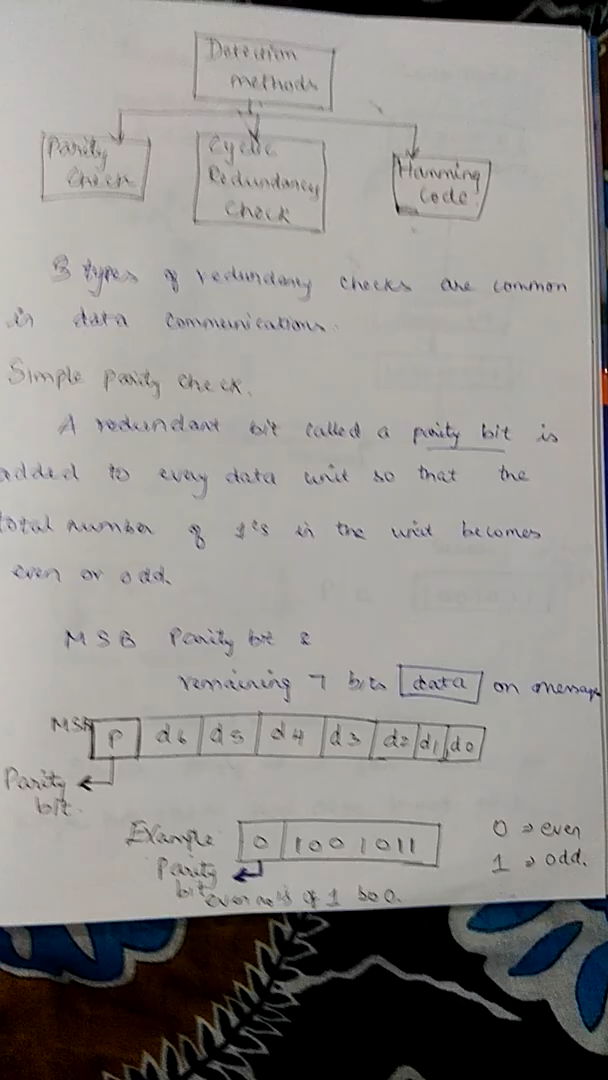 Detection
methods
Parity
Check
Cyclic
Redundancy
Check
Hamming
Code
3 types of redundancy checks are common
in data communications.
Simple parity check.
A redundant bit called a parity bit is
added to every data unit so that the
total number of 1's in the unit becomes
even or odd.
MSB Parity bit &
remaining 7 bits data on message
MSB P d6 d5 d4 d3 d2 d1 d0
Parity
bit.
Example 0 1001011
0 ⇒ even
1 ⇒ odd.
Parity
bit even no's of 1 so 0.